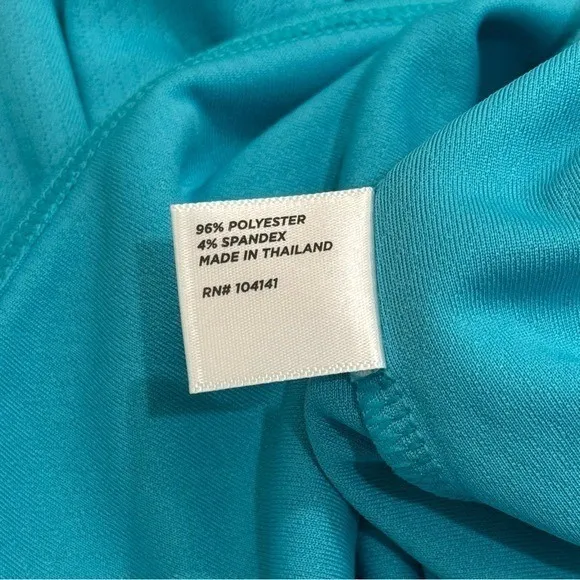 96% POLYESTER
4% SPANDEX
MADE IN THAILAND
RN# 104141